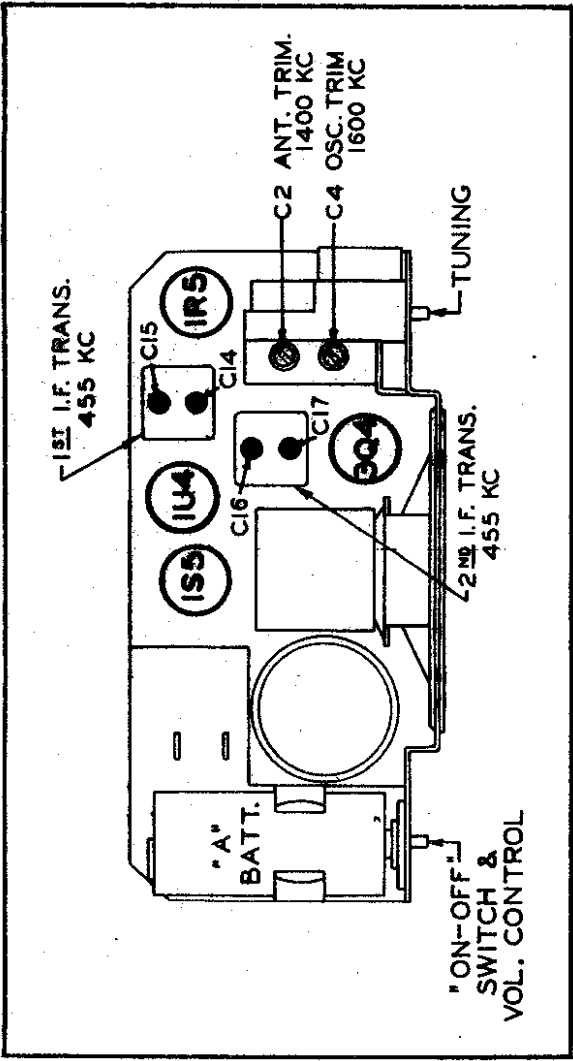 1ST I.F. TRANS.
455 KC
C15
C14
1R5
1U4
1S5
C16
C17
3Q4
C2 ANT. TRIM.
1400 KC
C4 OSC. TRIM
1600 KC
"A"
BATT.
2ND I.F. TRANS.
455 KC
TUNING
"ON-OFF"
SWITCH &
VOL. CONTROL